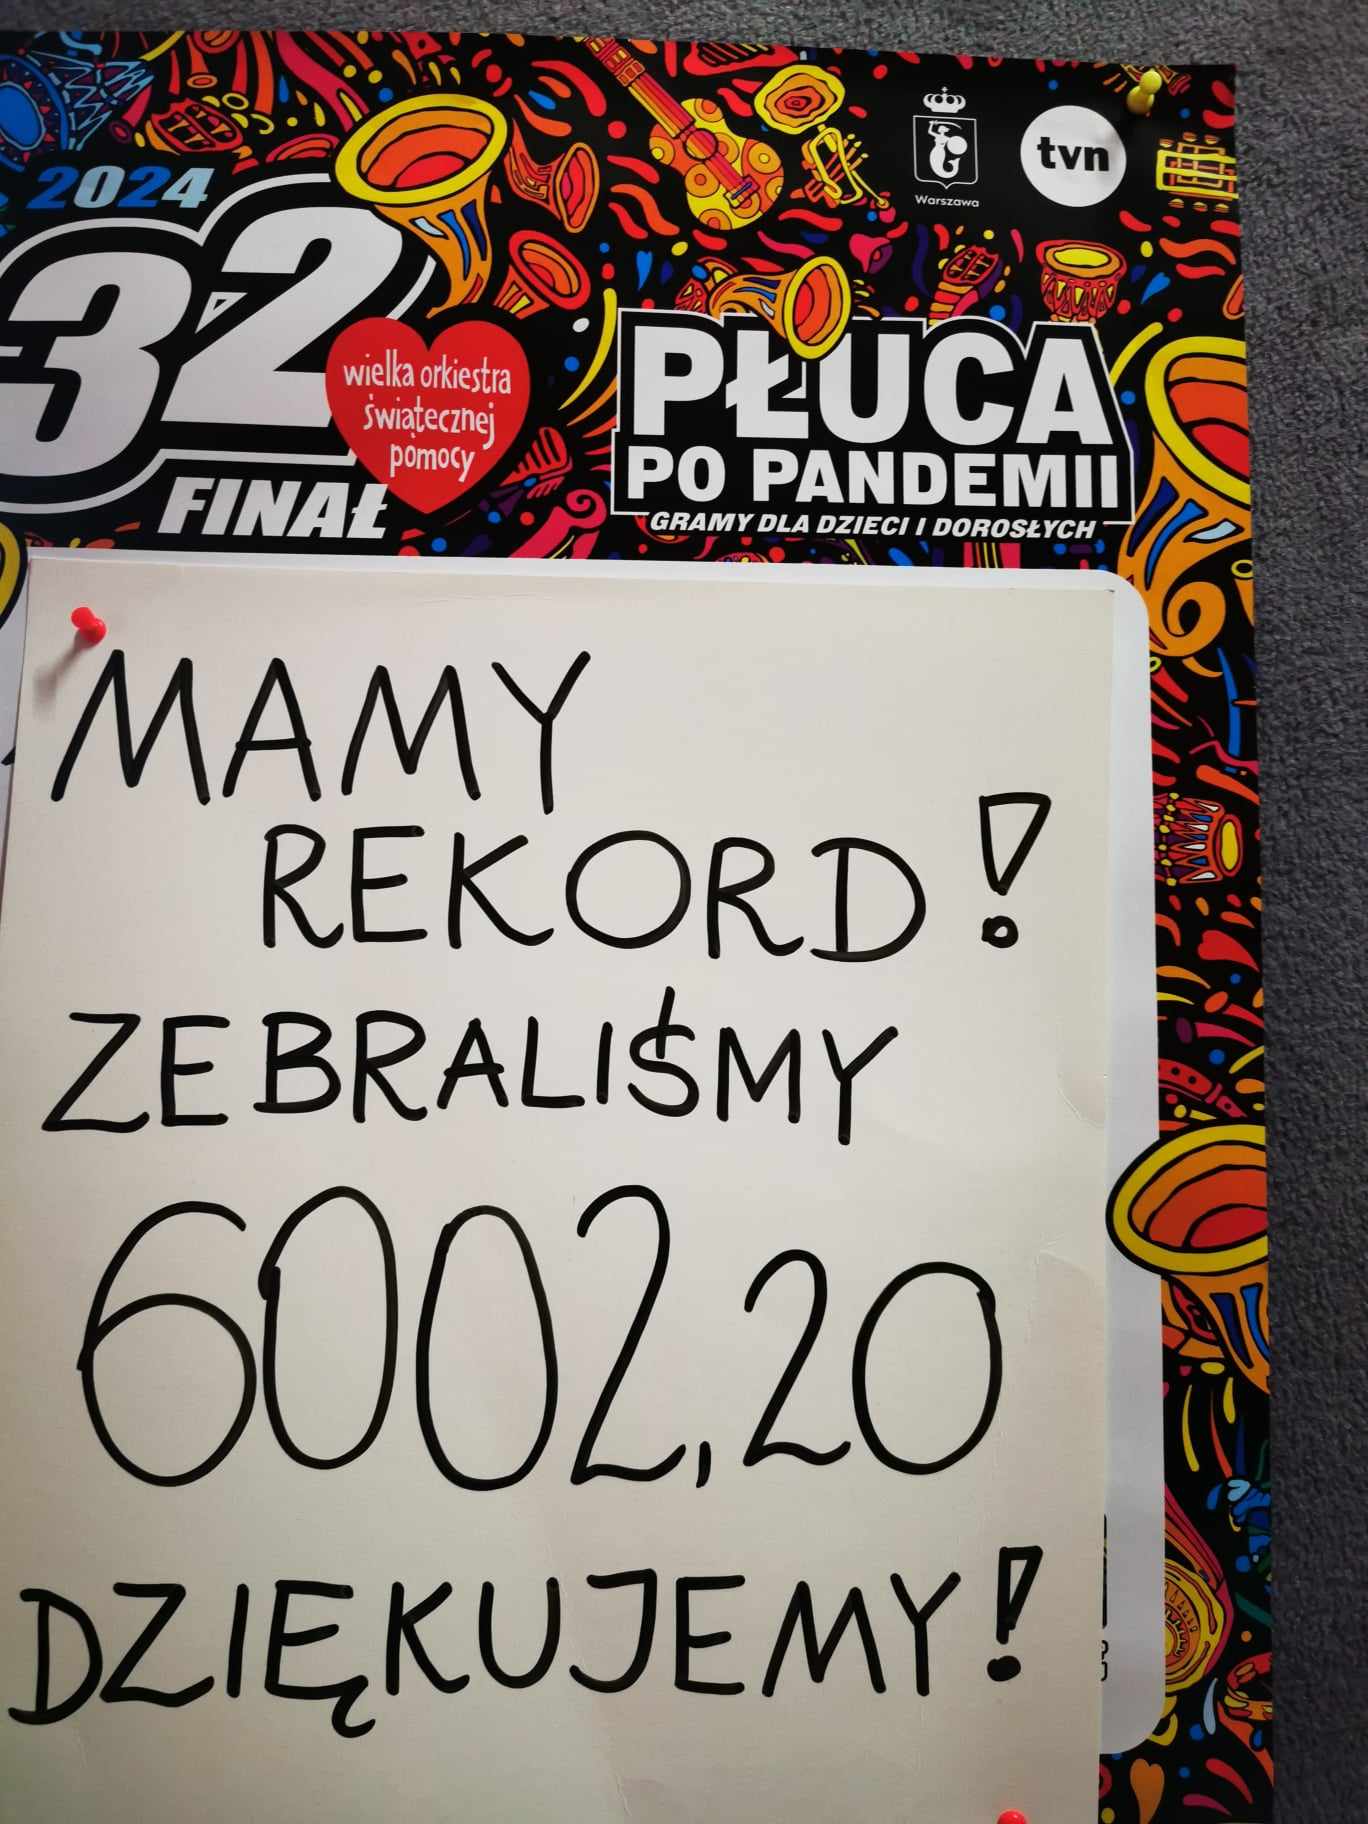 2024
32
FINAŁ
wielka orkiestra
świątecznej
pomocy
Warszawa
tvn
PŁUCA
PO PANDEMII
GRAMY DLA DZIECI I DOROSŁYCH
MAMY
REKORD!
ZEBRALIŚMY
6002,20
DZIĘKUJEMY!